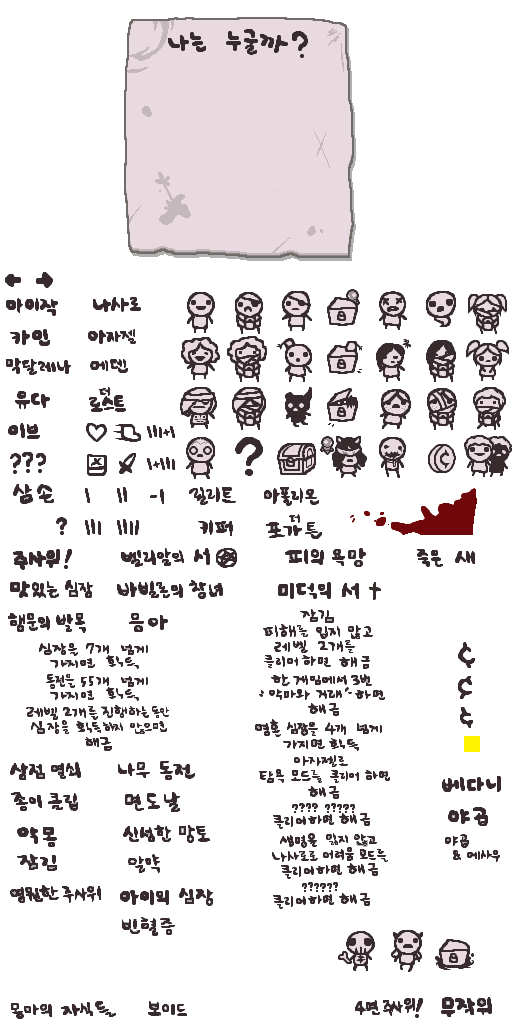 나는 누굴까?
아이작 나사로
카인 아자젤
막달레나 에덴
유다 더
로스트
이브 III+I
??? I+III
삼손 I II -I 릴리트 아폴리온
? III IIII 키퍼 더
포가튼
주사위! 벨리알의 서 피의 욕망 죽은 새
맛있는 심장 바빌론의 창녀 미덕의 서
행운의 발목 믕아
잠김
피해를 입지 않고
레벨 2개를
클리어하면 해금
심장을 7개 넘게
가지면 획득,
동전을 55개 넘게
가지면 획득,
레벨 2개를 진행하는동안
심장을 획득하지 않으면
해금
한 게임에서 3번
'악마와 거래'하면
해금
영혼 심장을 4개 넘게
가지면 획득
아자젤로
탐욕 모드를 클리어 하면
해금
¢
¢
¢
삼전 열쇠 나무 동전
종이 클립 면도날
악몽 신성한 망토
잠김 알약
영원한 주사위 아이의 심장
빈혈증
???? ?????
클리어하면 해금
생명을 잃지 않고
나사로로 어려움 모드를
클리어하면 해금
??????
클리어하면 해금
베다니
야곱
야곱
& 에사우
몽마의 자식들 보이드
4면 주사위! 무작위